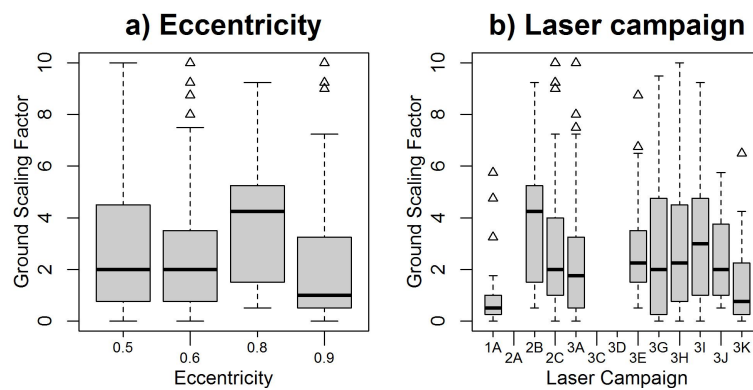 a) Eccentricity
b) Laser campaign
Ground Scaling Factor
10
8
6
4
2
0
0.5
0.6
0.8
0.9
Eccentricity
Ground Scaling Factor
10
8
6
4
2
0
1A
2A
2B
2C
3A
3C
3D
3E
3G
3H
3I
3J
3K
Laser Campaign